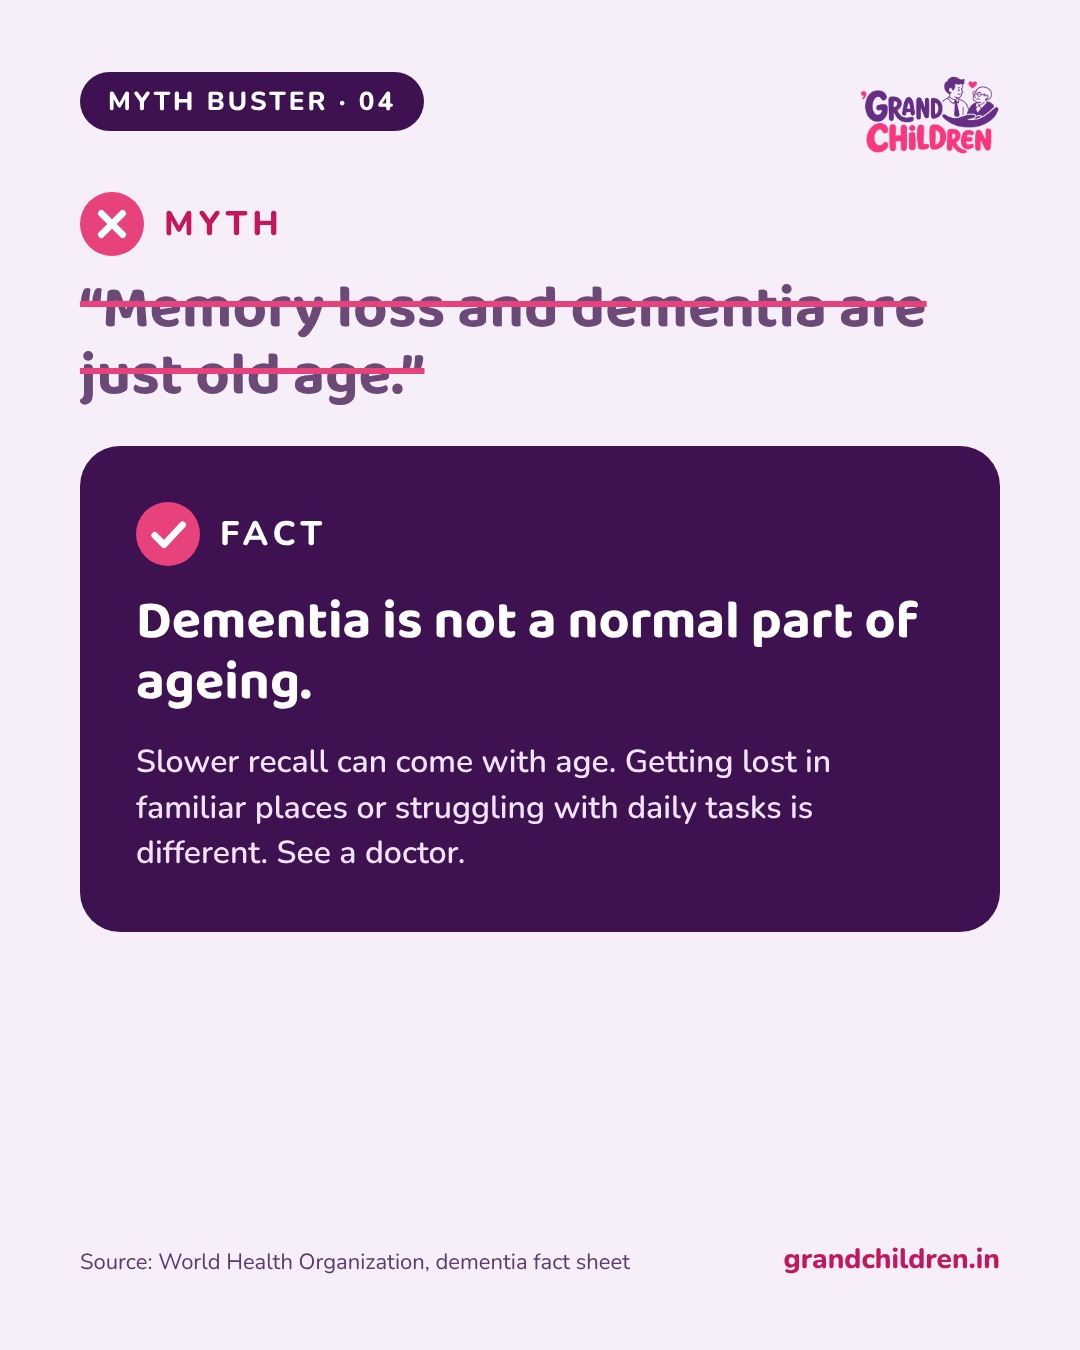 MYTH BUSTER · 04
’GRAND
CHiLDREN
MYTH
“Memory loss and dementia are
just old age.”
FACT
Dementia is not a normal part of
ageing.
Slower recall can come with age. Getting lost in
familiar places or struggling with daily tasks is
different. See a doctor.
Source: World Health Organization, dementia fact sheet
grandchildren.in